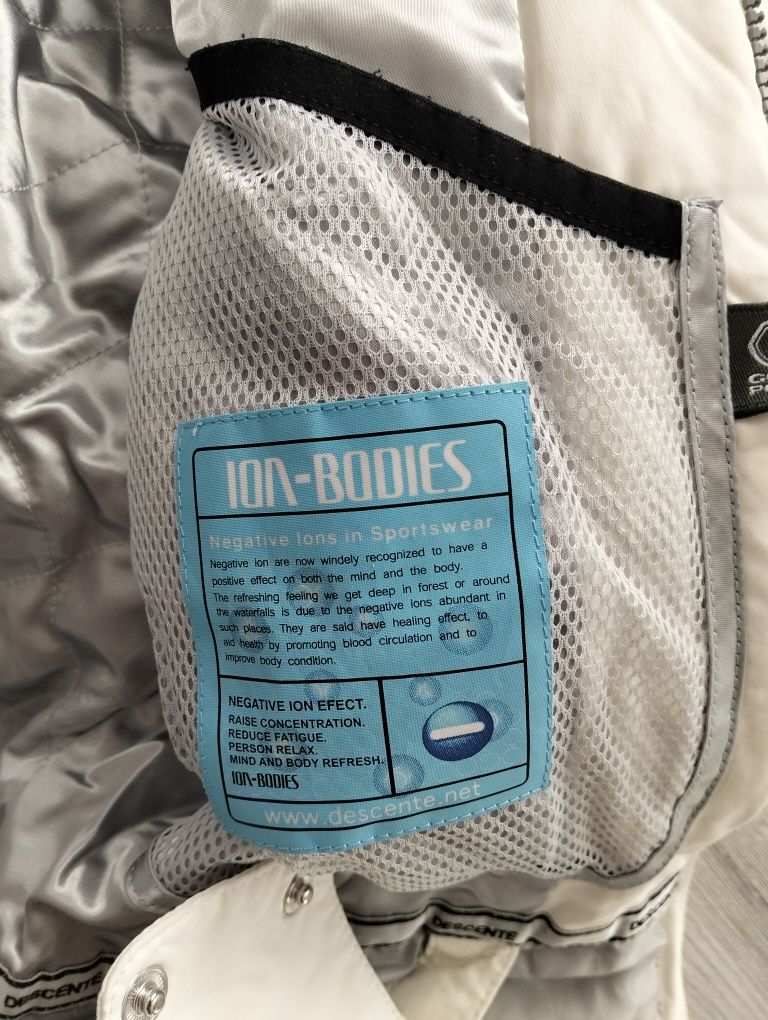 ION-BODIES
Negative Ions in Sportswear
Negative ion are now windely recognized to have a
positive effect on both the mind and the body.
The refreshing feeling we get deep in forest or around
the waterfalls is due to the negative Ions abundant in
such places. They are said have healing effect, to
aid health by promoting blood circulation and to
improve body condition.
NEGATIVE ION EFECT.
RAISE CONCENTRATION.
REDUCE FATIGUE.
PERSON RELAX.
MIND AND BODY REFRESH.
ION-BODIES
www.descente.net
DESCENTE
DESCENTE